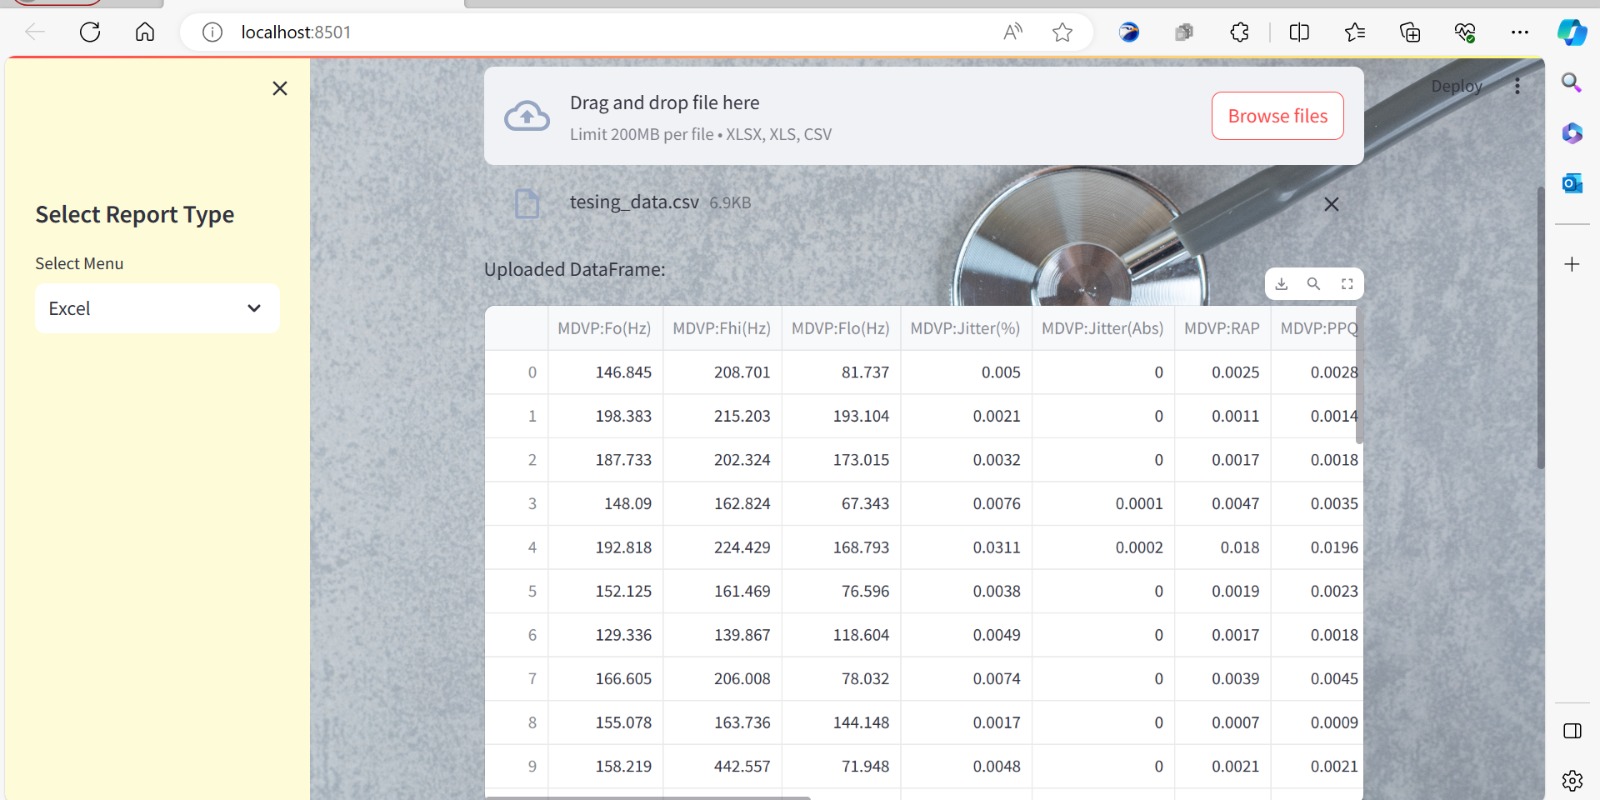 localhost:8501
Deploy
Drag and drop file here
Limit 200MB per file • XLSX, XLS, CSV
Browse files
tesing_data.csv 6.9KB
Select Report Type
Select Menu
Excel
Uploaded DataFrame:
MDVP:Fo(Hz) MDVP:Fhi(Hz) MDVP:Flo(Hz) MDVP:Jitter(%) MDVP:Jitter(Abs) MDVP:RAP MDVP:PPQ
0 146.845 208.701 81.737 0.005 0 0.0025 0.0028
1 198.383 215.203 193.104 0.0021 0 0.0011 0.0014
2 187.733 202.324 173.015 0.0032 0 0.0017 0.0018
3 148.09 162.824 67.343 0.0076 0.0001 0.0047 0.0035
4 192.818 224.429 168.793 0.0311 0.0002 0.018 0.0196
5 152.125 161.469 76.596 0.0038 0 0.0019 0.0023
6 129.336 139.867 118.604 0.0049 0 0.0017 0.0018
7 166.605 206.008 78.032 0.0074 0 0.0039 0.0045
8 155.078 163.736 144.148 0.0017 0 0.0007 0.0009
9 158.219 442.557 71.948 0.0048 0 0.0021 0.0021